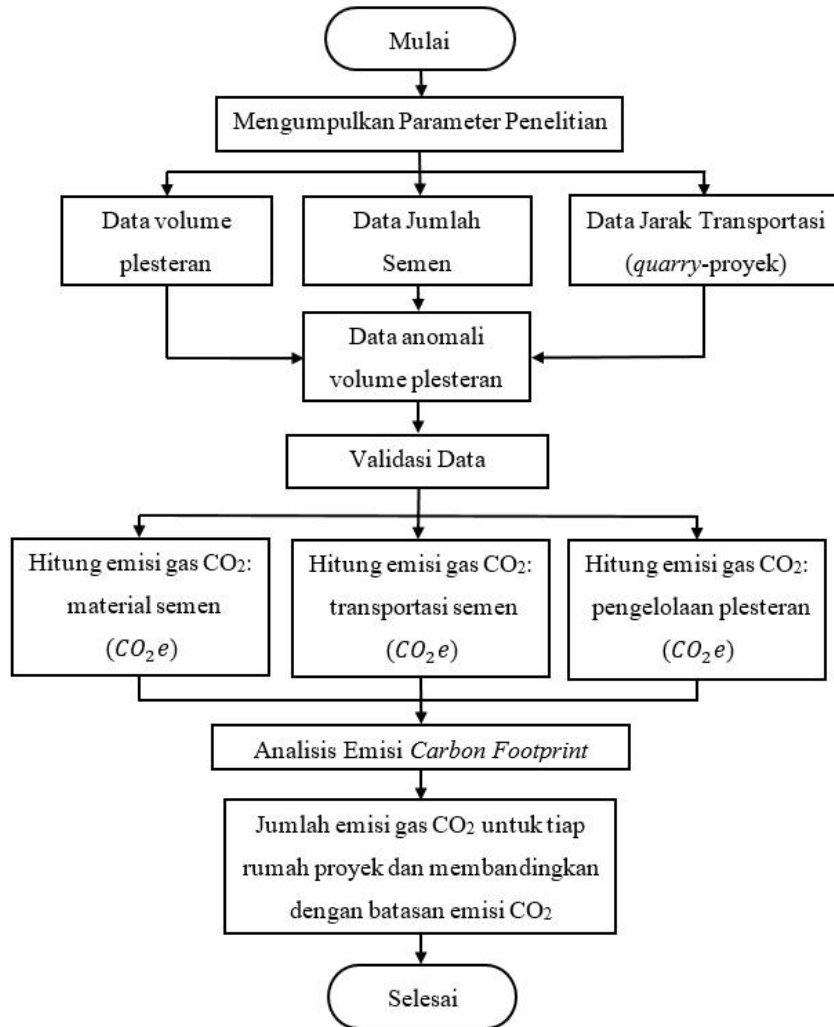 Mulai
Mengumpulkan Parameter Penelitian
Data volume
plesteran
Data Jumlah
Semen
Data Jarak Transportasi
(quarry-proyek)
Data anomali
volume plesteran
Validasi Data
Hitung emisi gas CO₂:
material semen
(CO₂e)
Hitung emisi gas CO₂:
transportasi semen
(CO₂e)
Hitung emisi gas CO₂:
pengelolaan plesteran
(CO₂e)
Analisis Emisi Carbon Footprint
Jumlah emisi gas CO₂ untuk tiap
rumah proyek dan membandingkan
dengan batasan emisi CO₂
Selesai